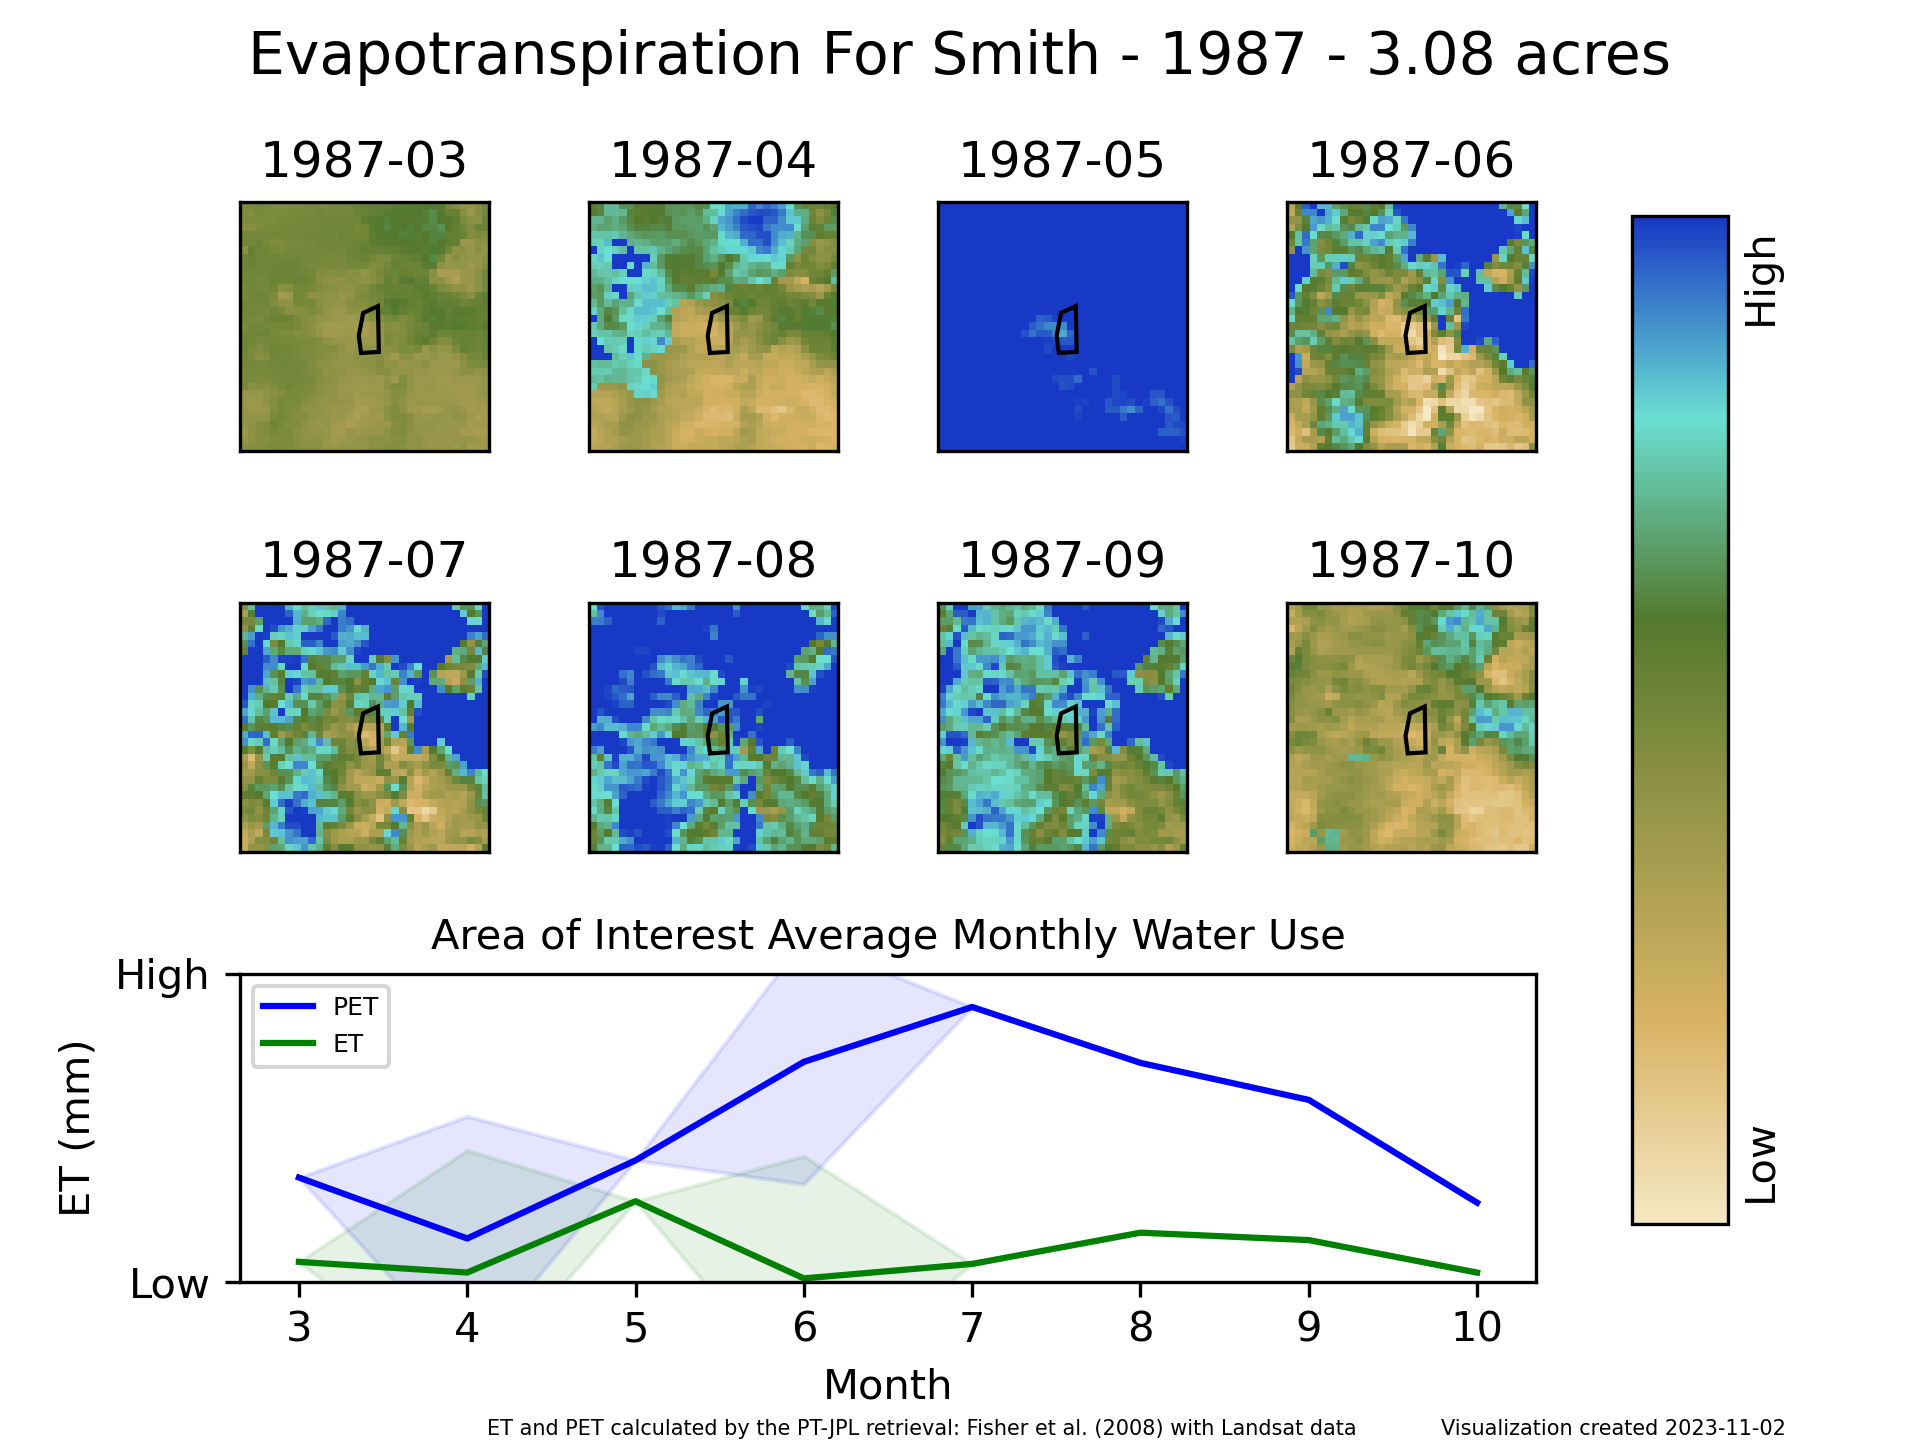 Evapotranspiration For Smith - 1987 - 3.08 acres
1987-03
1987-04
1987-05
1987-06
High
Low
1987-07
1987-08
1987-09
1987-10
Area of Interest Average Monthly Water Use
High
Low
ET (mm)
PET
ET
3
4
5
6
7
8
9
10
Month
ET and PET calculated by the PT-JPL retrieval: Fisher et al. (2008) with Landsat data
Visualization created 2023-11-02